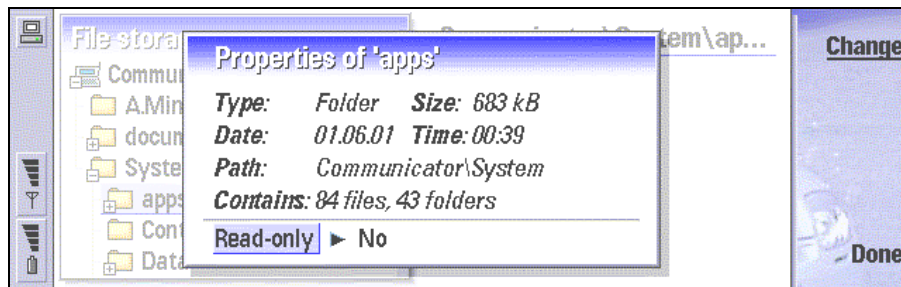 File stora
tem\ap...
Change
Properties of 'apps'
Commu
Type: Folder Size: 683 kB
A.Min
Date: 01.06.01 Time: 00:39
docum
Path: Communicator\System
Syste
Contains: 84 files, 43 folders
apps
Read-only ► No
Cont
Data
Done